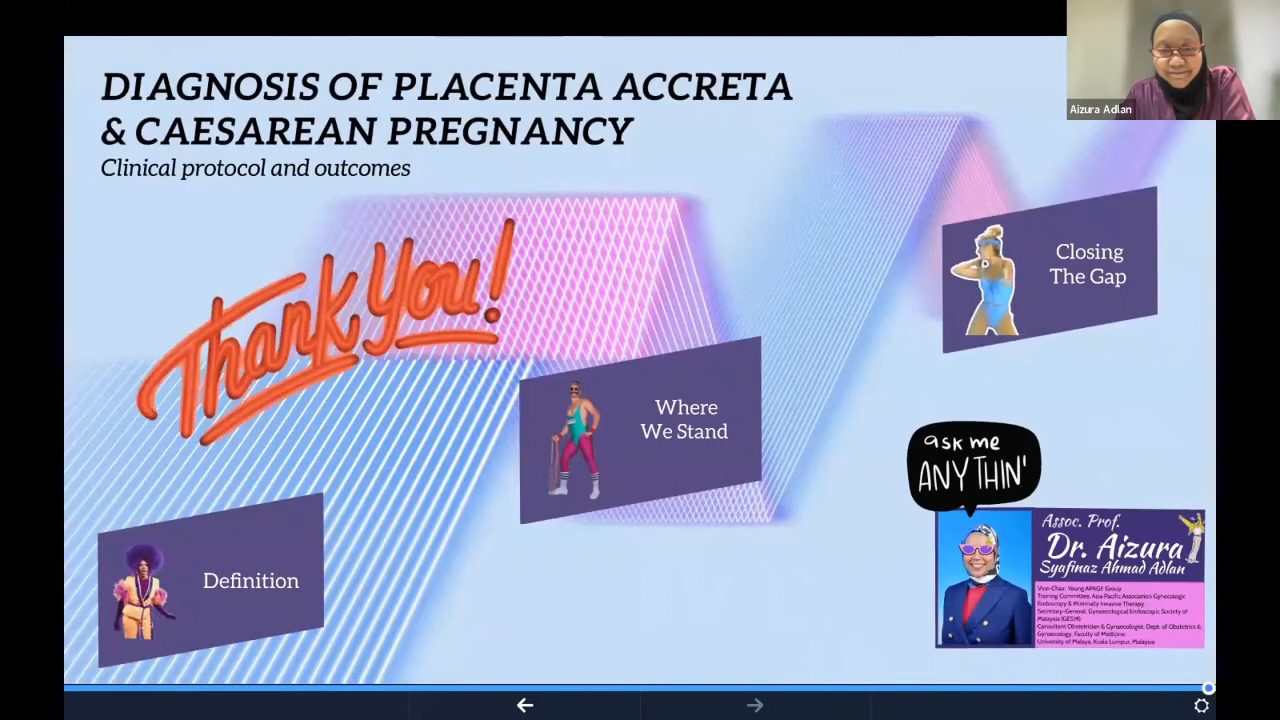 DIAGNOSIS OF PLACENTA ACCRETA
& CAESAREAN PREGNANCY
Clinical protocol and outcomes
Aizura Adlan
Thank You!
Closing
The Gap
Where
We Stand
Definition
ask me
ANYTHIN'
Assoc. Prof.
Dr. Aizura
Syafinaz Ahmad Adlan
Vice-Chair, Young APAGE Group
Training Committee, Asia Pacific Association Gynecologic
Endoscopy & Minimally Invasive Therapy
Secretary-General, Gynaecological Endoscopic Society of
Malaysia (GESM)
Consultant Obstetrician & Gynaecologist, Dept. of Obstetrics &
Gynaecology, Faculty of Medicine,
University of Malaya, Kuala Lumpur, Malaysia.